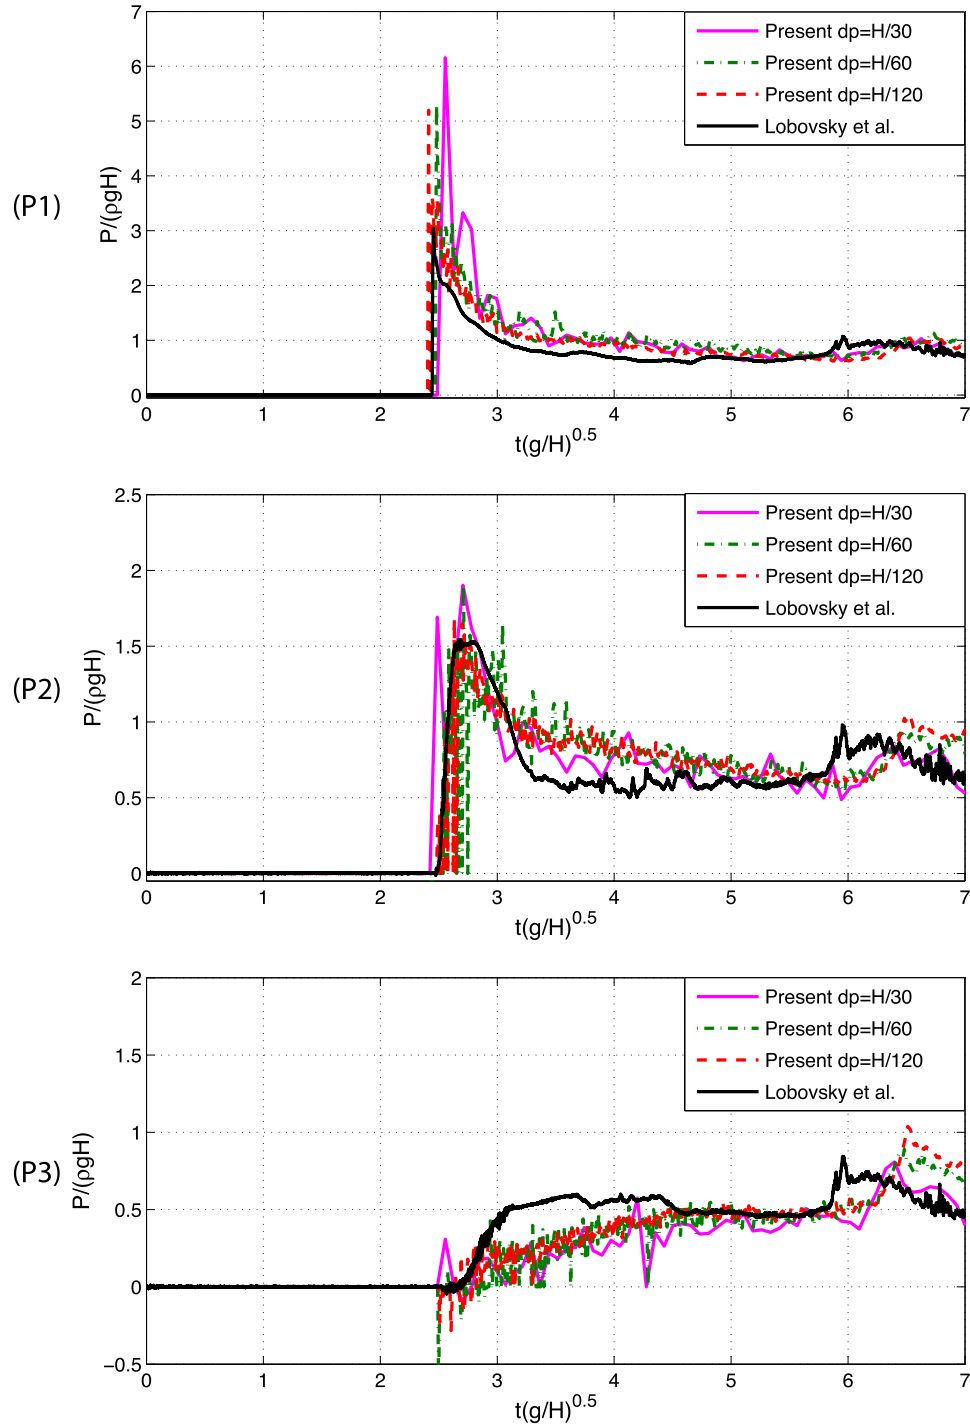 7
6
5
4
3
2
1
0
P/(ρgH)
(P1)
Present dp=H/30
Present dp=H/60
Present dp=H/120
Lobovsky et al.
0 1 2 3 4 5 6 7
t(g/H)^0.5
2.5
2
1.5
1
0.5
0
P/(ρgH)
(P2)
Present dp=H/30
Present dp=H/60
Present dp=H/120
Lobovsky et al.
0 1 2 3 4 5 6 7
t(g/H)^0.5
2
1.5
1
0.5
0
−0.5
P/(ρgH)
(P3)
Present dp=H/30
Present dp=H/60
Present dp=H/120
Lobovsky et al.
0 1 2 3 4 5 6 7
t(g/H)^0.5